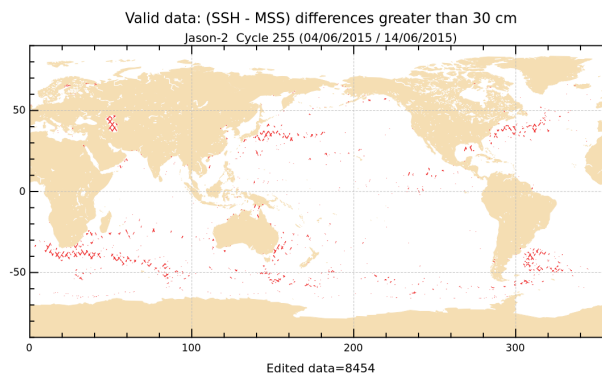 Valid data: (SSH - MSS) differences greater than 30 cm
Jason-2 Cycle 255 (04/06/2015 / 14/06/2015)
50
0
-50
0 100 200 300
Edited data=8454